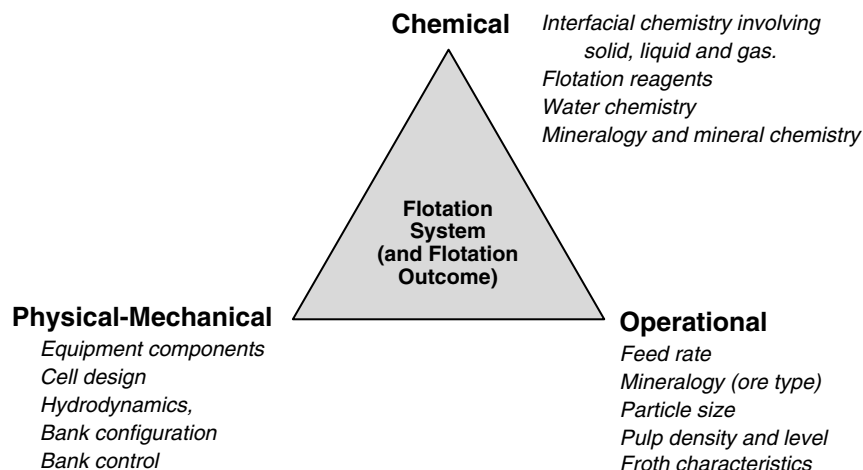 Chemical
Interfacial chemistry involving
solid, liquid and gas.
Flotation reagents
Water chemistry
Mineralogy and mineral chemistry
Flotation
System
(and Flotation
Outcome)
Physical-Mechanical
Equipment components
Cell design
Hydrodynamics,
Bank configuration
Bank control
Operational
Feed rate
Mineralogy (ore type)
Particle size
Pulp density and level
Froth characteristics